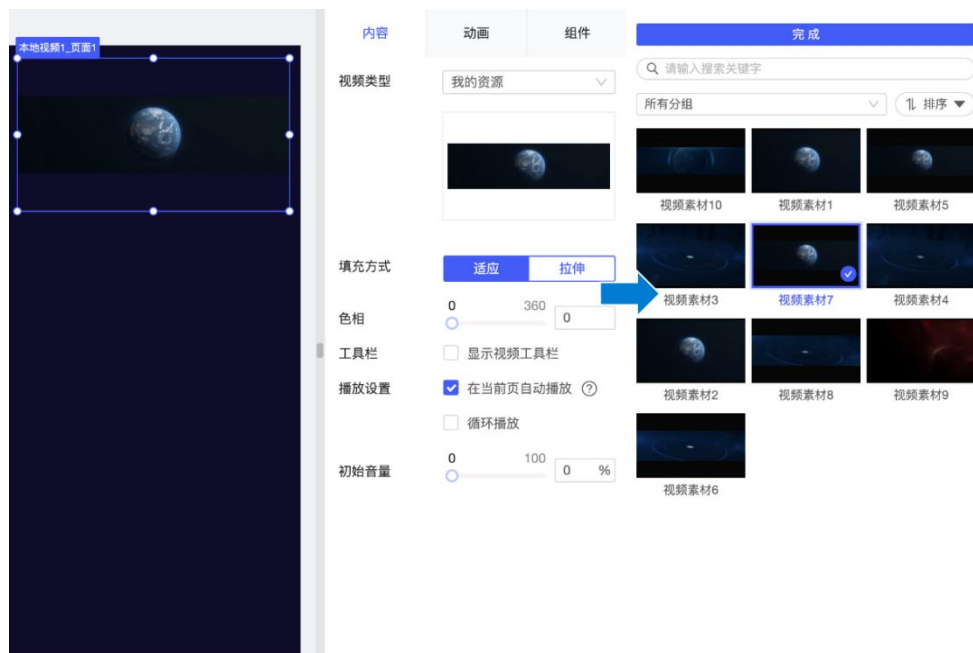 本地视频1_页面1
内容 动画 组件
视频类型 我的资源
填充方式 适应 拉伸
色相 0 360 0
工具栏 显示视频工具栏
播放设置 在当前页自动播放 ?
循环播放
初始音量 0 100 0 %
完成
请输入搜索关键字
所有分组 排序
视频素材10 视频素材1 视频素材5
视频素材3 视频素材7 视频素材4
视频素材2 视频素材8 视频素材9
视频素材6